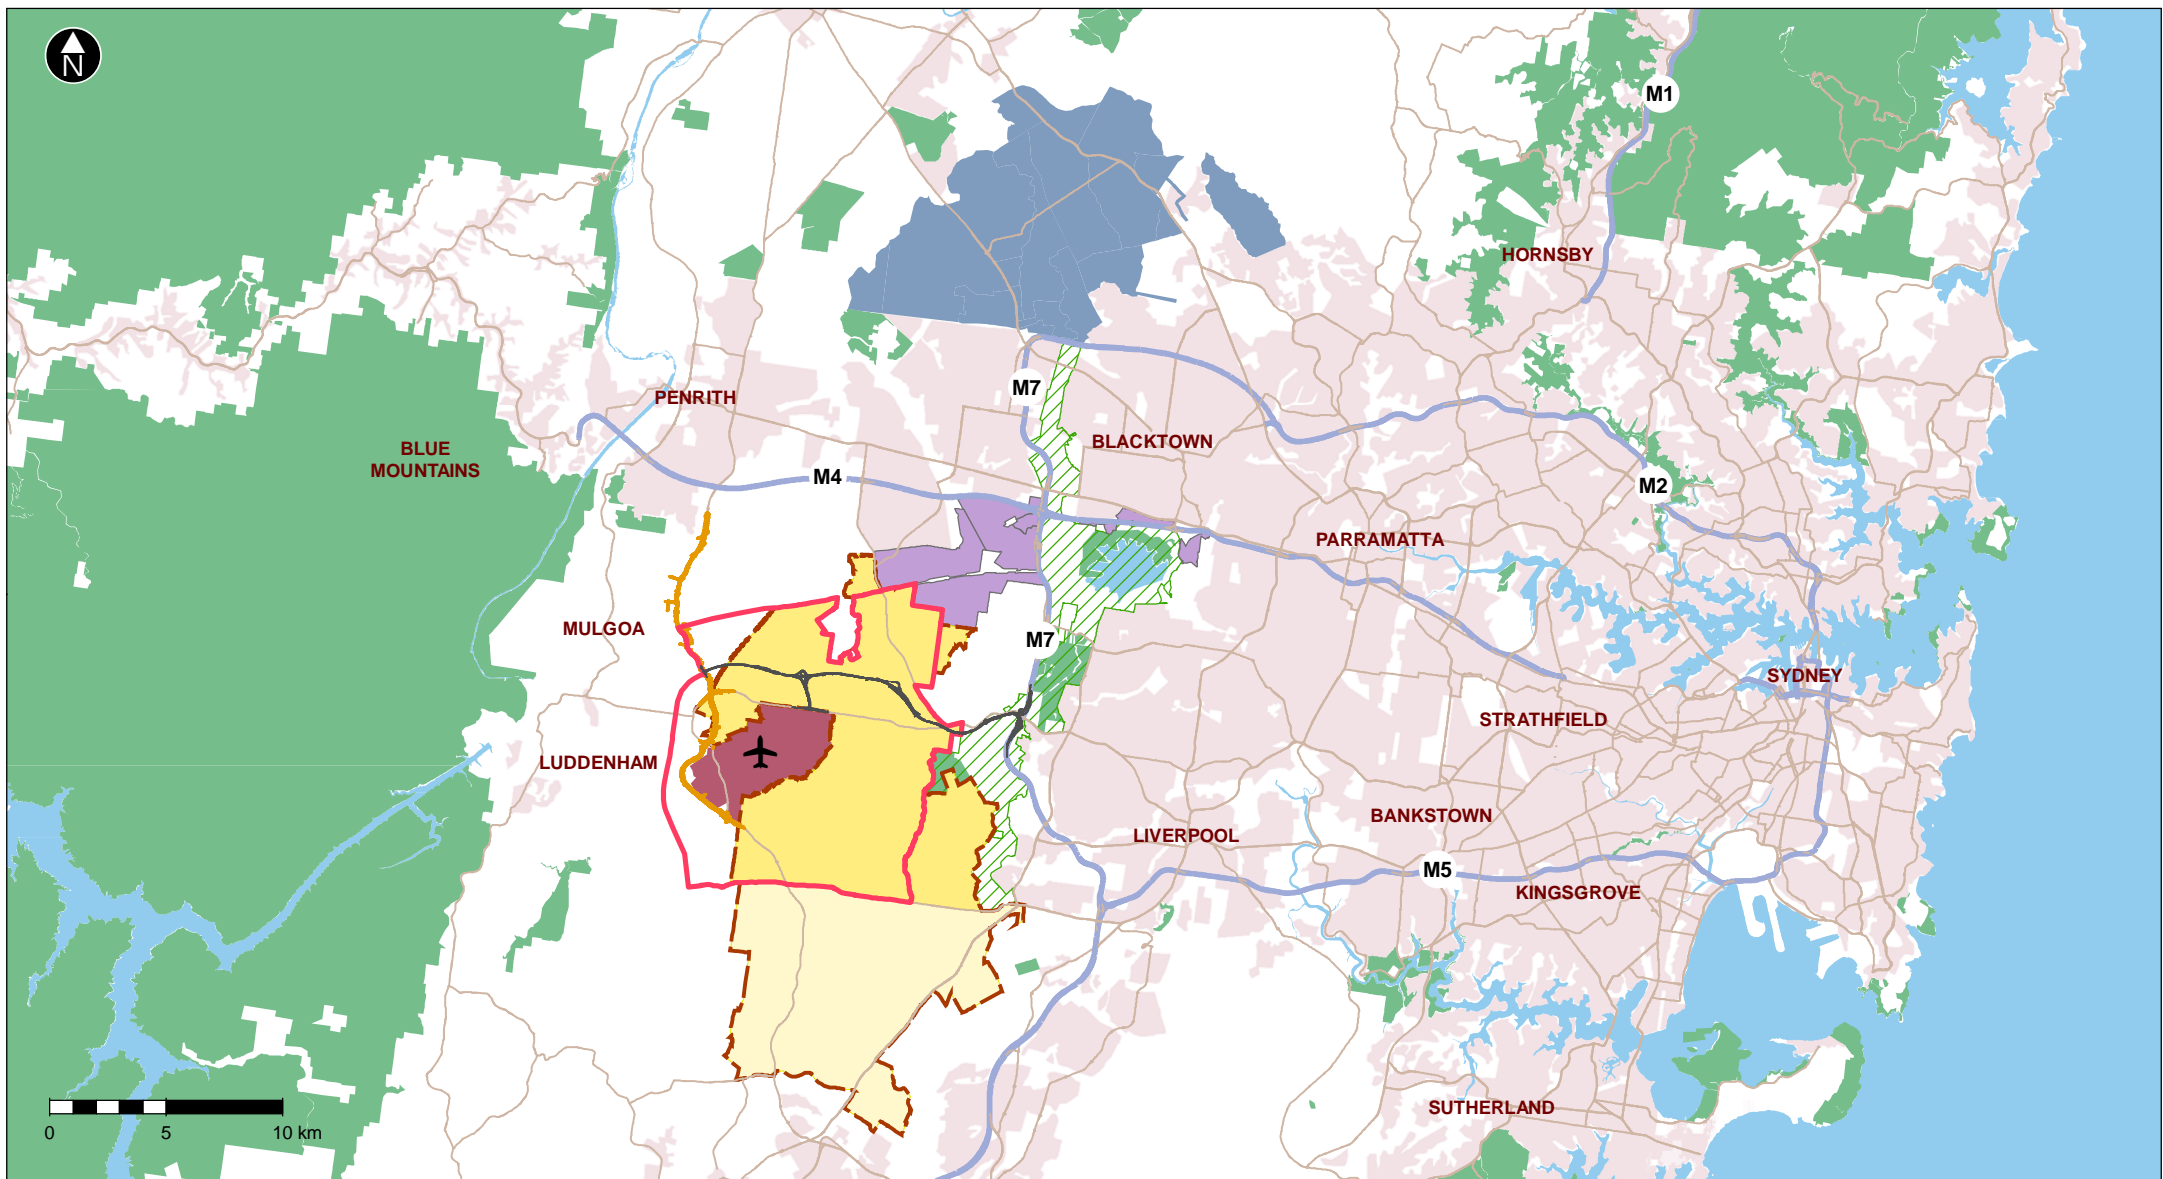 N
M1
HORNSBY
M7
PENRITH
BLACKTOWN
BLUE
MOUNTAINS
M4
M2
PARRAMATTA
MULGOA
M7
SYDNEY
STRATHFIELD
LUDDENHAM
BANKSTOWN
LIVERPOOL
M5
KINGSGROVE
SUTHERLAND
0 5 10 km